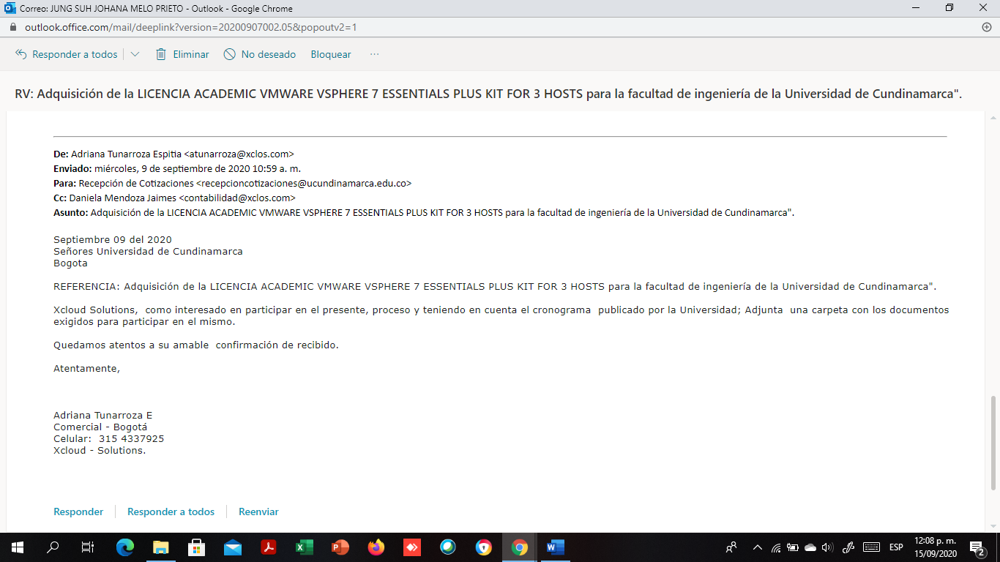 Correo: JUNG SUH JOHANA MELO PRIETO - Outlook - Google Chrome
outlook.office.com/mail/deeplink?version=20200907002.05&popoutv2=1
Responder a todos Eliminar No deseado Bloquear ...
RV: Adquisición de la LICENCIA ACADEMIC VMWARE VSPHERE 7 ESSENTIALS PLUS KIT FOR 3 HOSTS para la facultad de ingeniería de la Universidad de Cundinamarca".
De: Adriana Tunarroza Espitia <atunarroza@xclos.com>
Enviado: miércoles, 9 de septiembre de 2020 10:59 a. m.
Para: Recepción de Cotizaciones <recepcioncotizaciones@ucundinamarca.edu.co>
Cc: Daniela Mendoza Jaimes <contabilidad@xclos.com>
Asunto: Adquisición de la LICENCIA ACADEMIC VMWARE VSPHERE 7 ESSENTIALS PLUS KIT FOR 3 HOSTS para la facultad de ingeniería de la Universidad de Cundinamarca".
Septiembre 09 del 2020
Señores Universidad de Cundinamarca
Bogota
REFERENCIA: Adquisición de la LICENCIA ACADEMIC VMWARE VSPHERE 7 ESSENTIALS PLUS KIT FOR 3 HOSTS para la facultad de ingeniería de la Universidad de Cundinamarca".
Xcloud Solutions, como interesado en participar en el presente, proceso y teniendo en cuenta el cronograma publicado por la Universidad; Adjunta una carpeta con los documentos
exigidos para participar en el mismo.
Quedamos atentos a su amable confirmación de recibido.
Atentamente,
Adriana Tunarroza E
Comercial - Bogotá
Celular: 315 4337925
Xcloud - Solutions.
Responder Responder a todos Reenviar
ESP
12:08 p. m.
15/09/2020
2